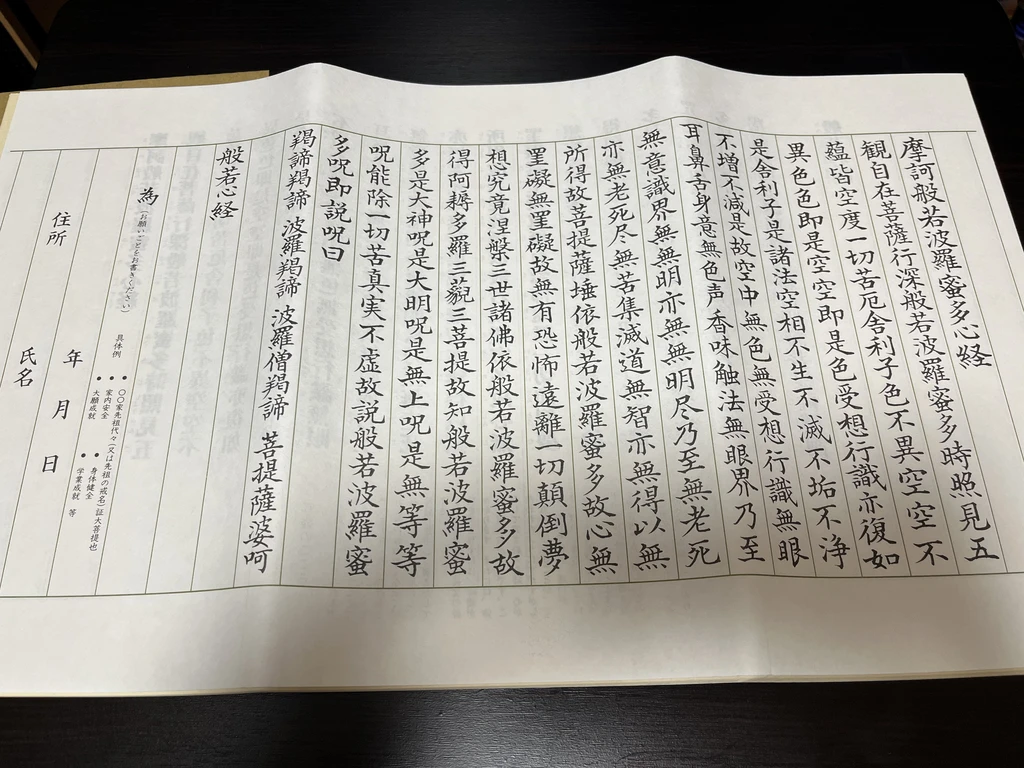 摩訶般若波羅蜜多心経
観自在菩薩行深般若波羅蜜多時照見五
蘊皆空度一切苦厄舎利子色不異空空不
異色色即是空空即是色受想行識亦復如
是舎利子是諸法空相不生不滅不垢不浄
不増不減是故空中無色無受想行識無眼
耳鼻舌身意無色声香味触法無眼界乃至
無意識界無無明亦無無明尽乃至無老死
亦無老死尽無苦集滅道無智亦無得以無
所得故菩提薩埵依般若波羅蜜多故心無
罣礙無罣礙故無有恐怖遠離一切顛倒夢
想究竟涅槃三世諸佛依般若波羅蜜多故
得阿耨多羅三藐三菩提故知般若波羅蜜
多是大神呪是大明呪是無上呪是無等等
呪能除一切苦真実不虚故説般若波羅蜜
多呪即説呪曰
羯諦羯諦 波羅羯諦 波羅僧羯諦 菩提薩婆呵
般若心経
為(お願いごとをお書きください)
具体例
● 〇〇家先祖代々(又は先祖の戒名)証大菩提也
● 家内安全 ● 身体健全
● 大願成就 ● 学業成就 等
年 月 日
住所
氏名